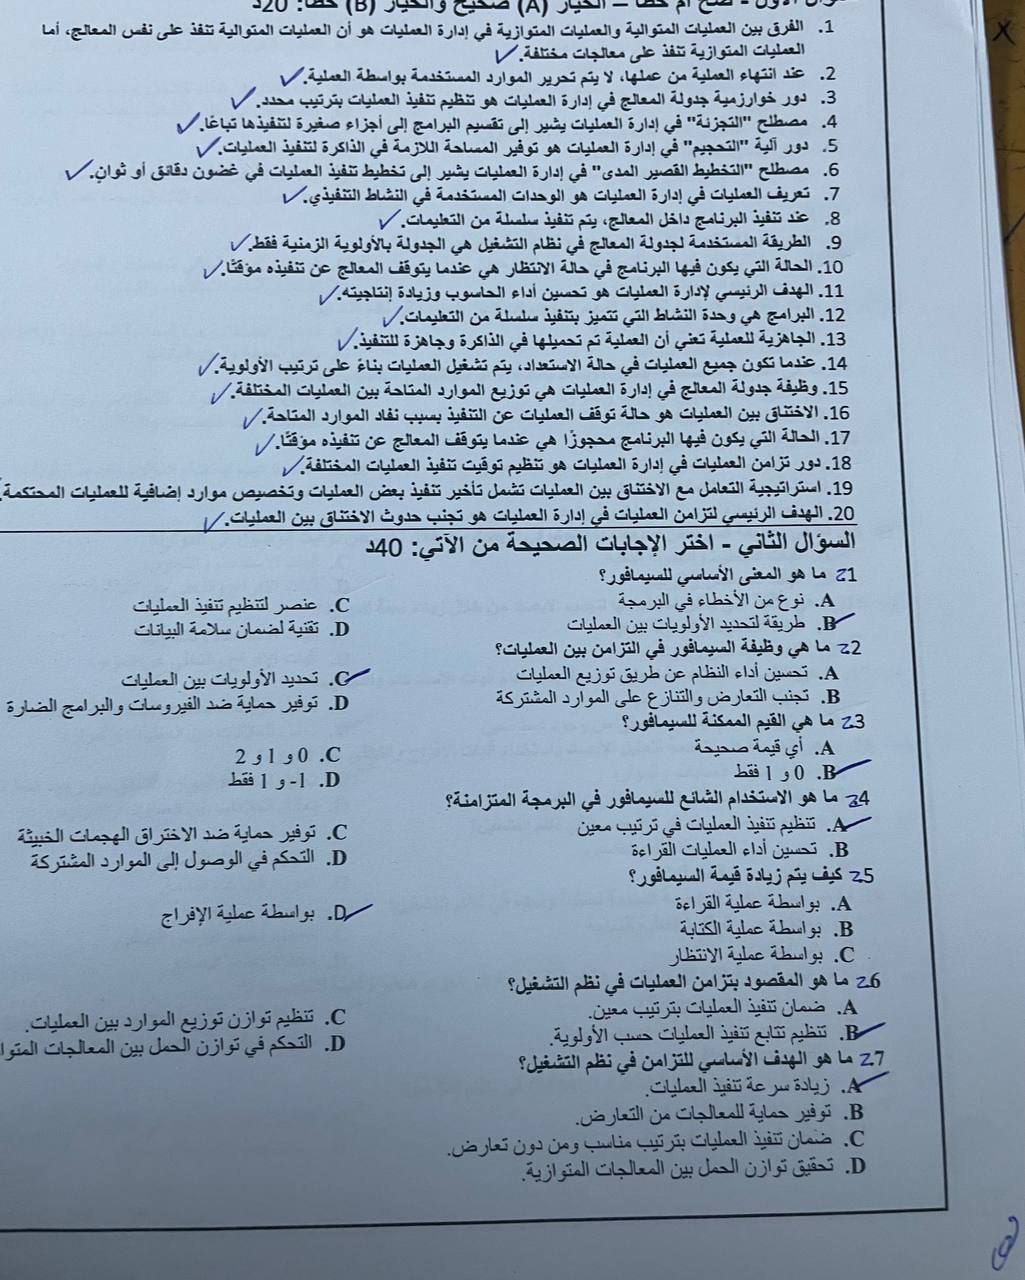 السؤال الأول - صح أم خطأ – الخيار (A) صحيح والخيار (B) خطأ: 20د
1. الفرق بين العمليات المتوالية والعمليات المتوازية في إدارة العمليات هو أن العمليات المتوالية تنفذ على نفس المعالج، أما
العمليات المتوازية تنفذ على معالجات مختلفة.
2. عند انتهاء العملية من عملها، لا يتم تحرير الموارد المستخدمة بواسطة العملية.
3. دور خوارزمية جدولة المعالج في إدارة العمليات هو تنظيم تنفيذ العمليات بترتيب محدد.
4. مصطلح "التجزئة" في إدارة العمليات يشير إلى تقسيم البرامج إلى أجزاء صغيرة لتنفيذها تباعًا.
5. دور آلية "التحجيم" في إدارة العمليات هو توفير المساحة اللازمة في الذاكرة لتنفيذ العمليات.
6. مصطلح "التخطيط القصير المدى" في إدارة العمليات يشير إلى تخطيط تنفيذ العمليات في غضون دقائق أو ثوان.
7. تعريف العمليات في إدارة العمليات هو الوحدات المستخدمة في النشاط التنفيذي.
8. عند تنفيذ البرنامج داخل المعالج، يتم تنفيذ سلسلة من التعليمات.
9. الطريقة المستخدمة لجدولة المعالج في نظام التشغيل هي الجدولة بالأولوية الزمنية فقط.
10. الحالة التي يكون فيها البرنامج في حالة الانتظار هي عندما يتوقف المعالج عن تنفيذه مؤقتًا.
11. الهدف الرئيسي لإدارة العمليات هو تحسين أداء الحاسوب وزيادة إنتاجيته.
12. البرامج هي وحدة النشاط التي تتميز بتنفيذ سلسلة من التعليمات.
13. الجاهزية للعملية تعني أن العملية تم تحميلها في الذاكرة وجاهزة للتنفيذ.
14. عندما تكون جميع العمليات في حالة الاستعداد، يتم تشغيل العمليات بناءً على ترتيب الأولوية.
15. وظيفة جدولة المعالج في إدارة العمليات هي توزيع الموارد المتاحة بين العمليات المختلفة.
16. الاختناق بين العمليات هو حالة توقف العمليات عن التنفيذ بسبب نفاد الموارد المتاحة.
17. الحالة التي يكون فيها البرنامج محجوزًا هي عندما يتوقف المعالج عن تنفيذه مؤقتًا.
18. دور تزامن العمليات في إدارة العمليات هو تنظيم توقيت تنفيذ العمليات المختلفة.
19. استراتيجية التعامل مع الاختناق بين العمليات تشمل تأخير تنفيذ بعض العمليات وتخصيص موارد إضافية للعمليات المحتكمة.
20. الهدف الرئيسي لتزامن العمليات في إدارة العمليات هو تجنب حدوث الاختناق بين العمليات.
السؤال الثاني - اختر الإجابات الصحيحة من الآتي: 40د
21 ما هو المعنى الأساسي للسيمافور؟
A. نوع من الأخطاء في البرمجة
C. عنصر لتنظيم تنفيذ العمليات
B. طريقة لتحديد الأولويات بين العمليات
D. تقنية لضمان سلامة البيانات
22 ما هي وظيفة السيمافور في التزامن بين العمليات؟
A. تحسين أداء النظام عن طريق توزيع العمليات
C. تحديد الأولويات بين العمليات
B. تجنب التعارض والتنازع على الموارد المشتركة
D. توفير حماية ضد الفيروسات والبرامج الضارة
23 ما هي القيم الممكنة للسيمافور؟
A. أي قيمة صحيحة
C. 0 و 1 و 2
B. 0 و 1 فقط
D. 1- و 1 فقط
24 ما هو الاستخدام الشائع للسيمافور في البرمجة المتزامنة؟
A. تنظيم تنفيذ العمليات في ترتيب معين
C. توفير حماية ضد الاختراق الهجمات الخبيثة
B. تحسين أداء العمليات القراءة
D. التحكم في الوصول إلى الموارد المشتركة
25 كيف يتم زيادة قيمة السيمافور؟
A. بواسطة عملية القراءة
D. بواسطة عملية الإفراج
B. بواسطة عملية الكتابة
C. بواسطة عملية الانتظار
26 ما هو المقصود بتزامن العمليات في نظم التشغيل؟
A. ضمان تنفيذ العمليات بترتيب معين.
C. تنظيم توازن توزيع الموارد بين العمليات.
B. تنظيم تتابع تنفيذ العمليات حسب الأولوية.
D. التحكم في توازن الحمل بين المعالجات
27 ما هو الهدف الأساسي للتزامن في نظم التشغيل؟
A. زيادة سرعة تنفيذ العمليات.
B. توفير حماية للمعالجات من التعارض.
C. ضمان تنفيذ العمليات بترتيب مناسب ومن دون تعارض.
D. تحقيق توازن الحمل بين المعالجات المتوازية.